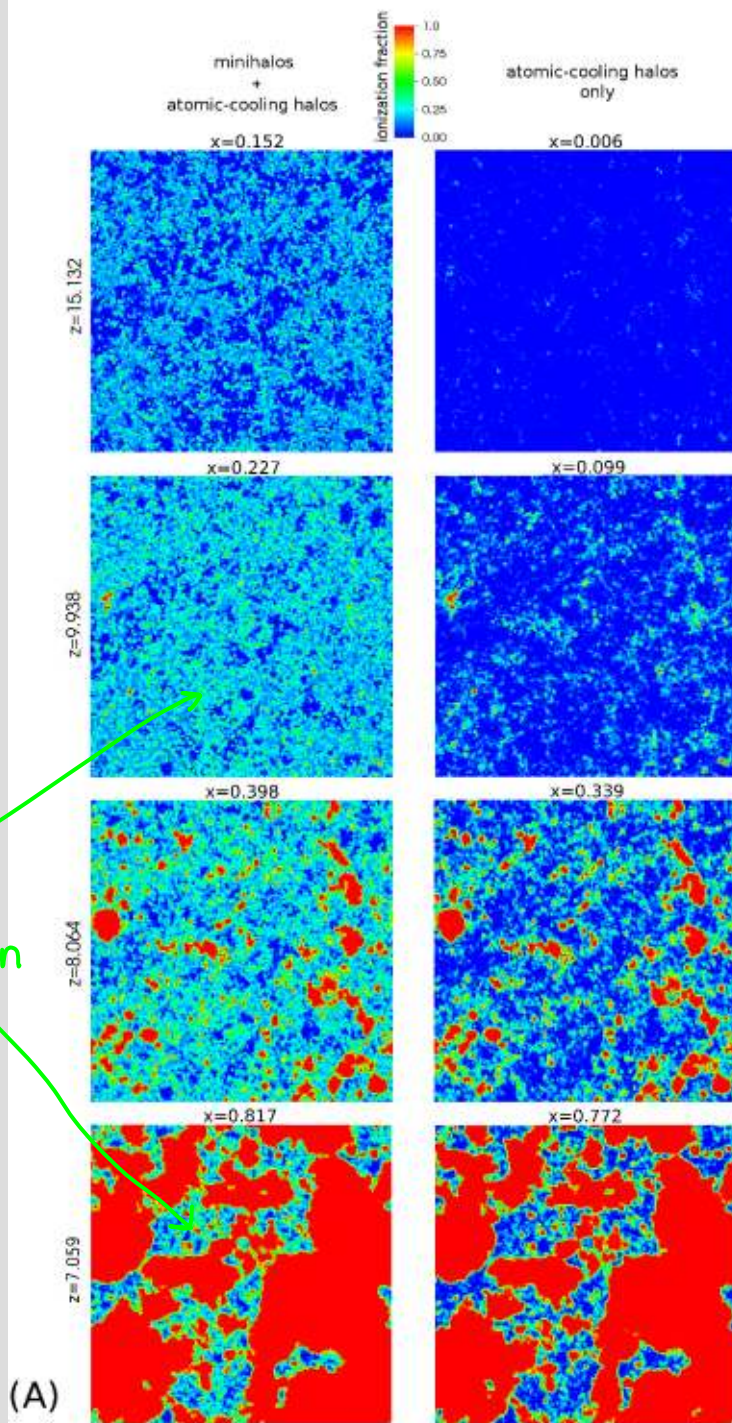 minihalos
+
atomic-cooling halos
ionization fraction
1.0
0.75
0.50
0.25
0.00
atomic-cooling halos
only
x=0.152
x=0.006
z=15.132
x=0.227
x=0.099
z=9.938
x=0.398
x=0.339
n
z=8.064
x=0.817
x=0.772
z=7.059
(A)